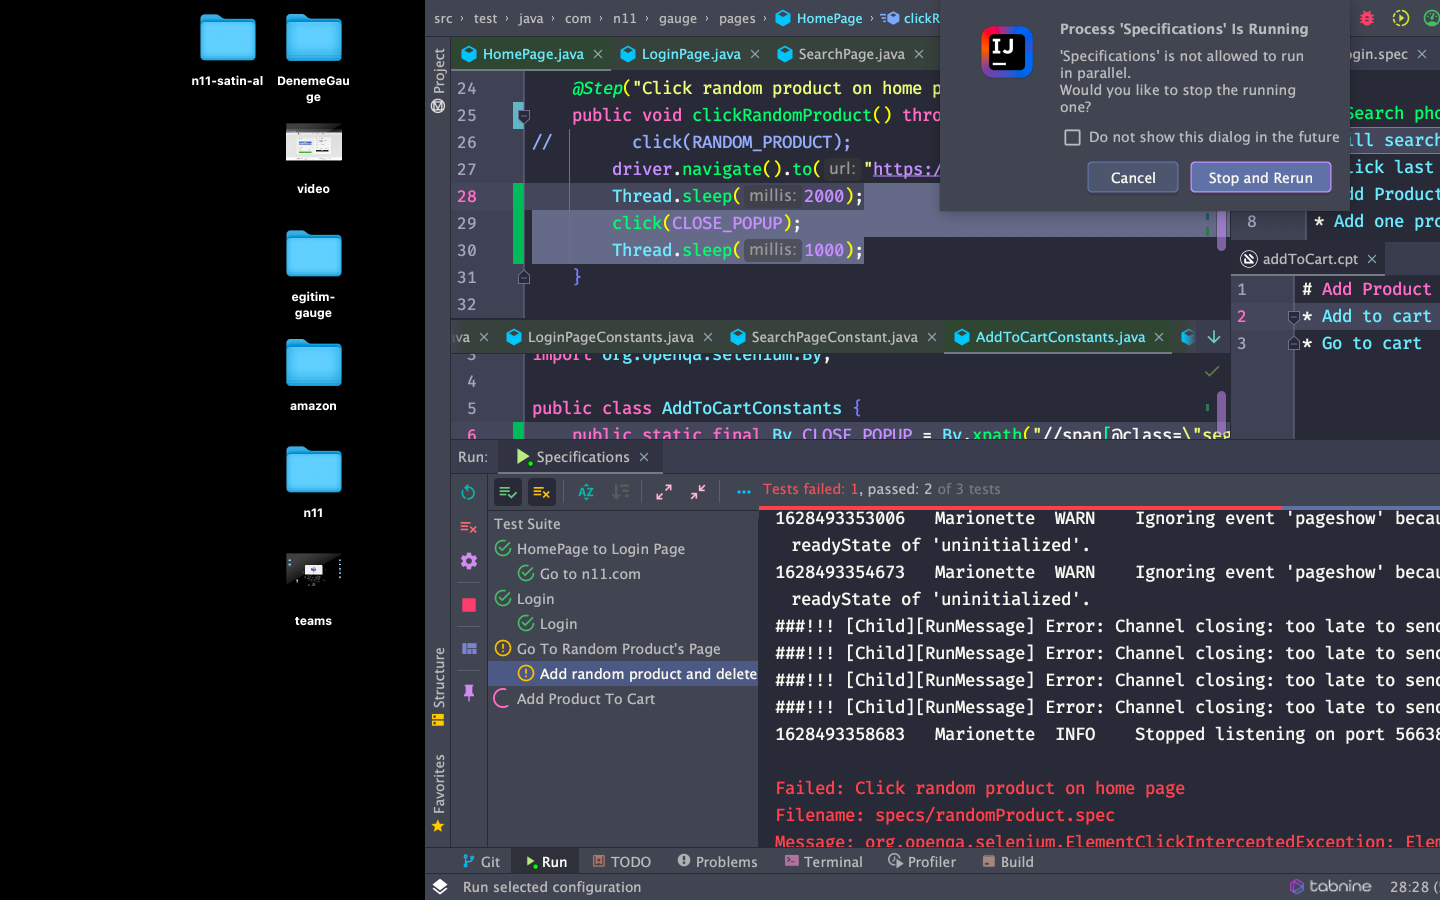 n11-satin-al
DenemeGau
ge
video
egitim-
gauge
amazon
n11
teams
src › test › java › com › n11 › gauge › pages › HomePage › clickR
HomePage.java × LoginPage.java × SearchPage.java × gin.spec ×
Project
24 @Step("Click random product on home p
25 public void clickRandomProduct() thro
26 // click(RANDOM_PRODUCT);
27 driver.navigate().to( url: "https:/
28 Thread.sleep( millis: 2000);
29 click(CLOSE_POPUP);
30 Thread.sleep( millis: 1000);
31 }
32
IJ
Process 'Specifications' Is Running
'Specifications' is not allowed to run
in parallel.
Would you like to stop the running
one?
Do not show this dialog in the future
Cancel
Stop and Rerun
Search pho
ll search
ick last
dd Product
8 * Add one pro
addToCart.cpt ×
1 # Add Product
2 * Add to cart
3 * Go to cart
va × LoginPageConstants.java × SearchPageConstant.java × AddToCartConstants.java ×
3 import org.openqa.selenium.By;
4
5 public class AddToCartConstants {
6 public static final By CLOSE_POPUP = By.xpath("//span[@class=\"seg
Run: Specifications ×
Tests failed: 1, passed: 2 of 3 tests
Test Suite
HomePage to Login Page
Go to n11.com
Login
Login
Go To Random Product's Page
Add random product and delete
Add Product To Cart
1628493353006 Marionette WARN Ignoring event 'pageshow' becau
readyState of 'uninitialized'.
1628493354673 Marionette WARN Ignoring event 'pageshow' becau
readyState of 'uninitialized'.
###!!! [Child][RunMessage] Error: Channel closing: too late to send
###!!! [Child][RunMessage] Error: Channel closing: too late to send
###!!! [Child][RunMessage] Error: Channel closing: too late to send
###!!! [Child][RunMessage] Error: Channel closing: too late to send
1628493358683 Marionette INFO Stopped listening on port 56638
Failed: Click random product on home page
Filename: specs/randomProduct.spec
Message: org.openqa.selenium.ElementClickInterceptedException: Elem
Structure
Favorites
Git Run TODO Problems Terminal Profiler Build
Run selected configuration
tabnine 28:28